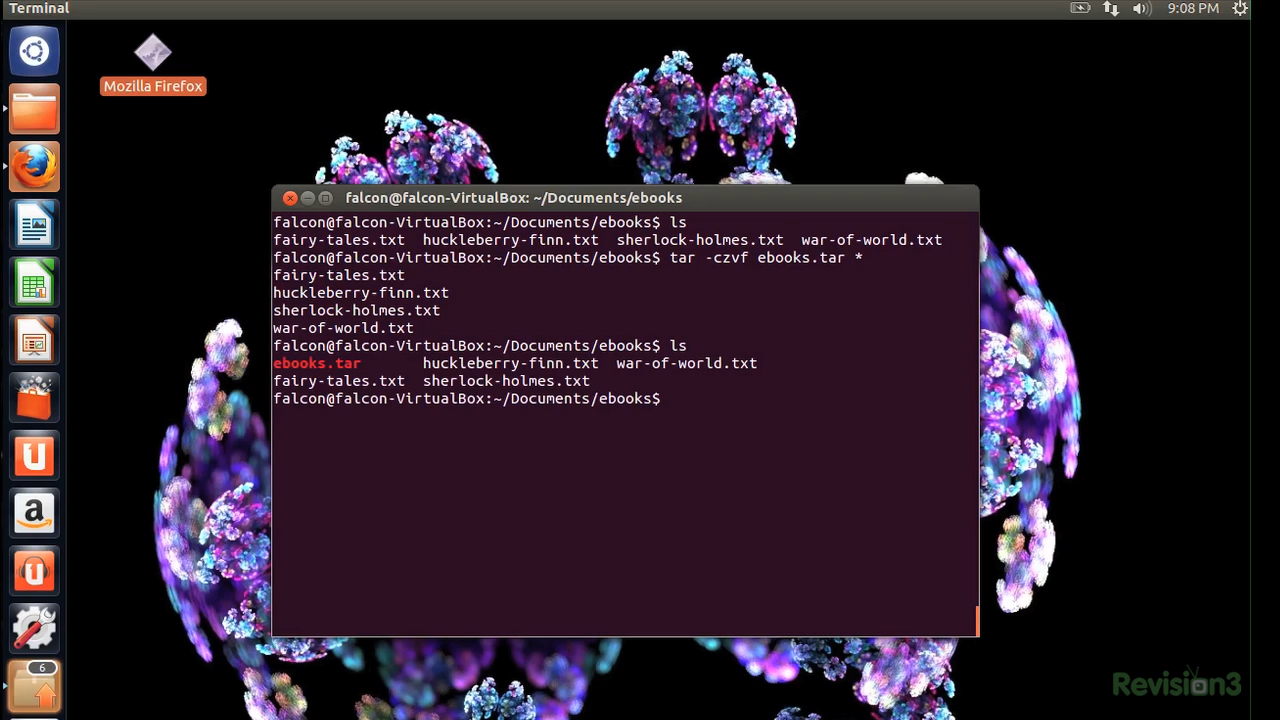 Terminal
9:08 PM
Mozilla Firefox
falcon@falcon-VirtualBox: ~/Documents/ebooks
falcon@falcon-VirtualBox:~/Documents/ebooks$ ls
fairy-tales.txt  huckleberry-finn.txt  sherlock-holmes.txt  war-of-world.txt
falcon@falcon-VirtualBox:~/Documents/ebooks$ tar -czvf ebooks.tar *
fairy-tales.txt
huckleberry-finn.txt
sherlock-holmes.txt
war-of-world.txt
falcon@falcon-VirtualBox:~/Documents/ebooks$ ls
ebooks.tar       huckleberry-finn.txt  war-of-world.txt
fairy-tales.txt  sherlock-holmes.txt
falcon@falcon-VirtualBox:~/Documents/ebooks$
a
6
Revision3